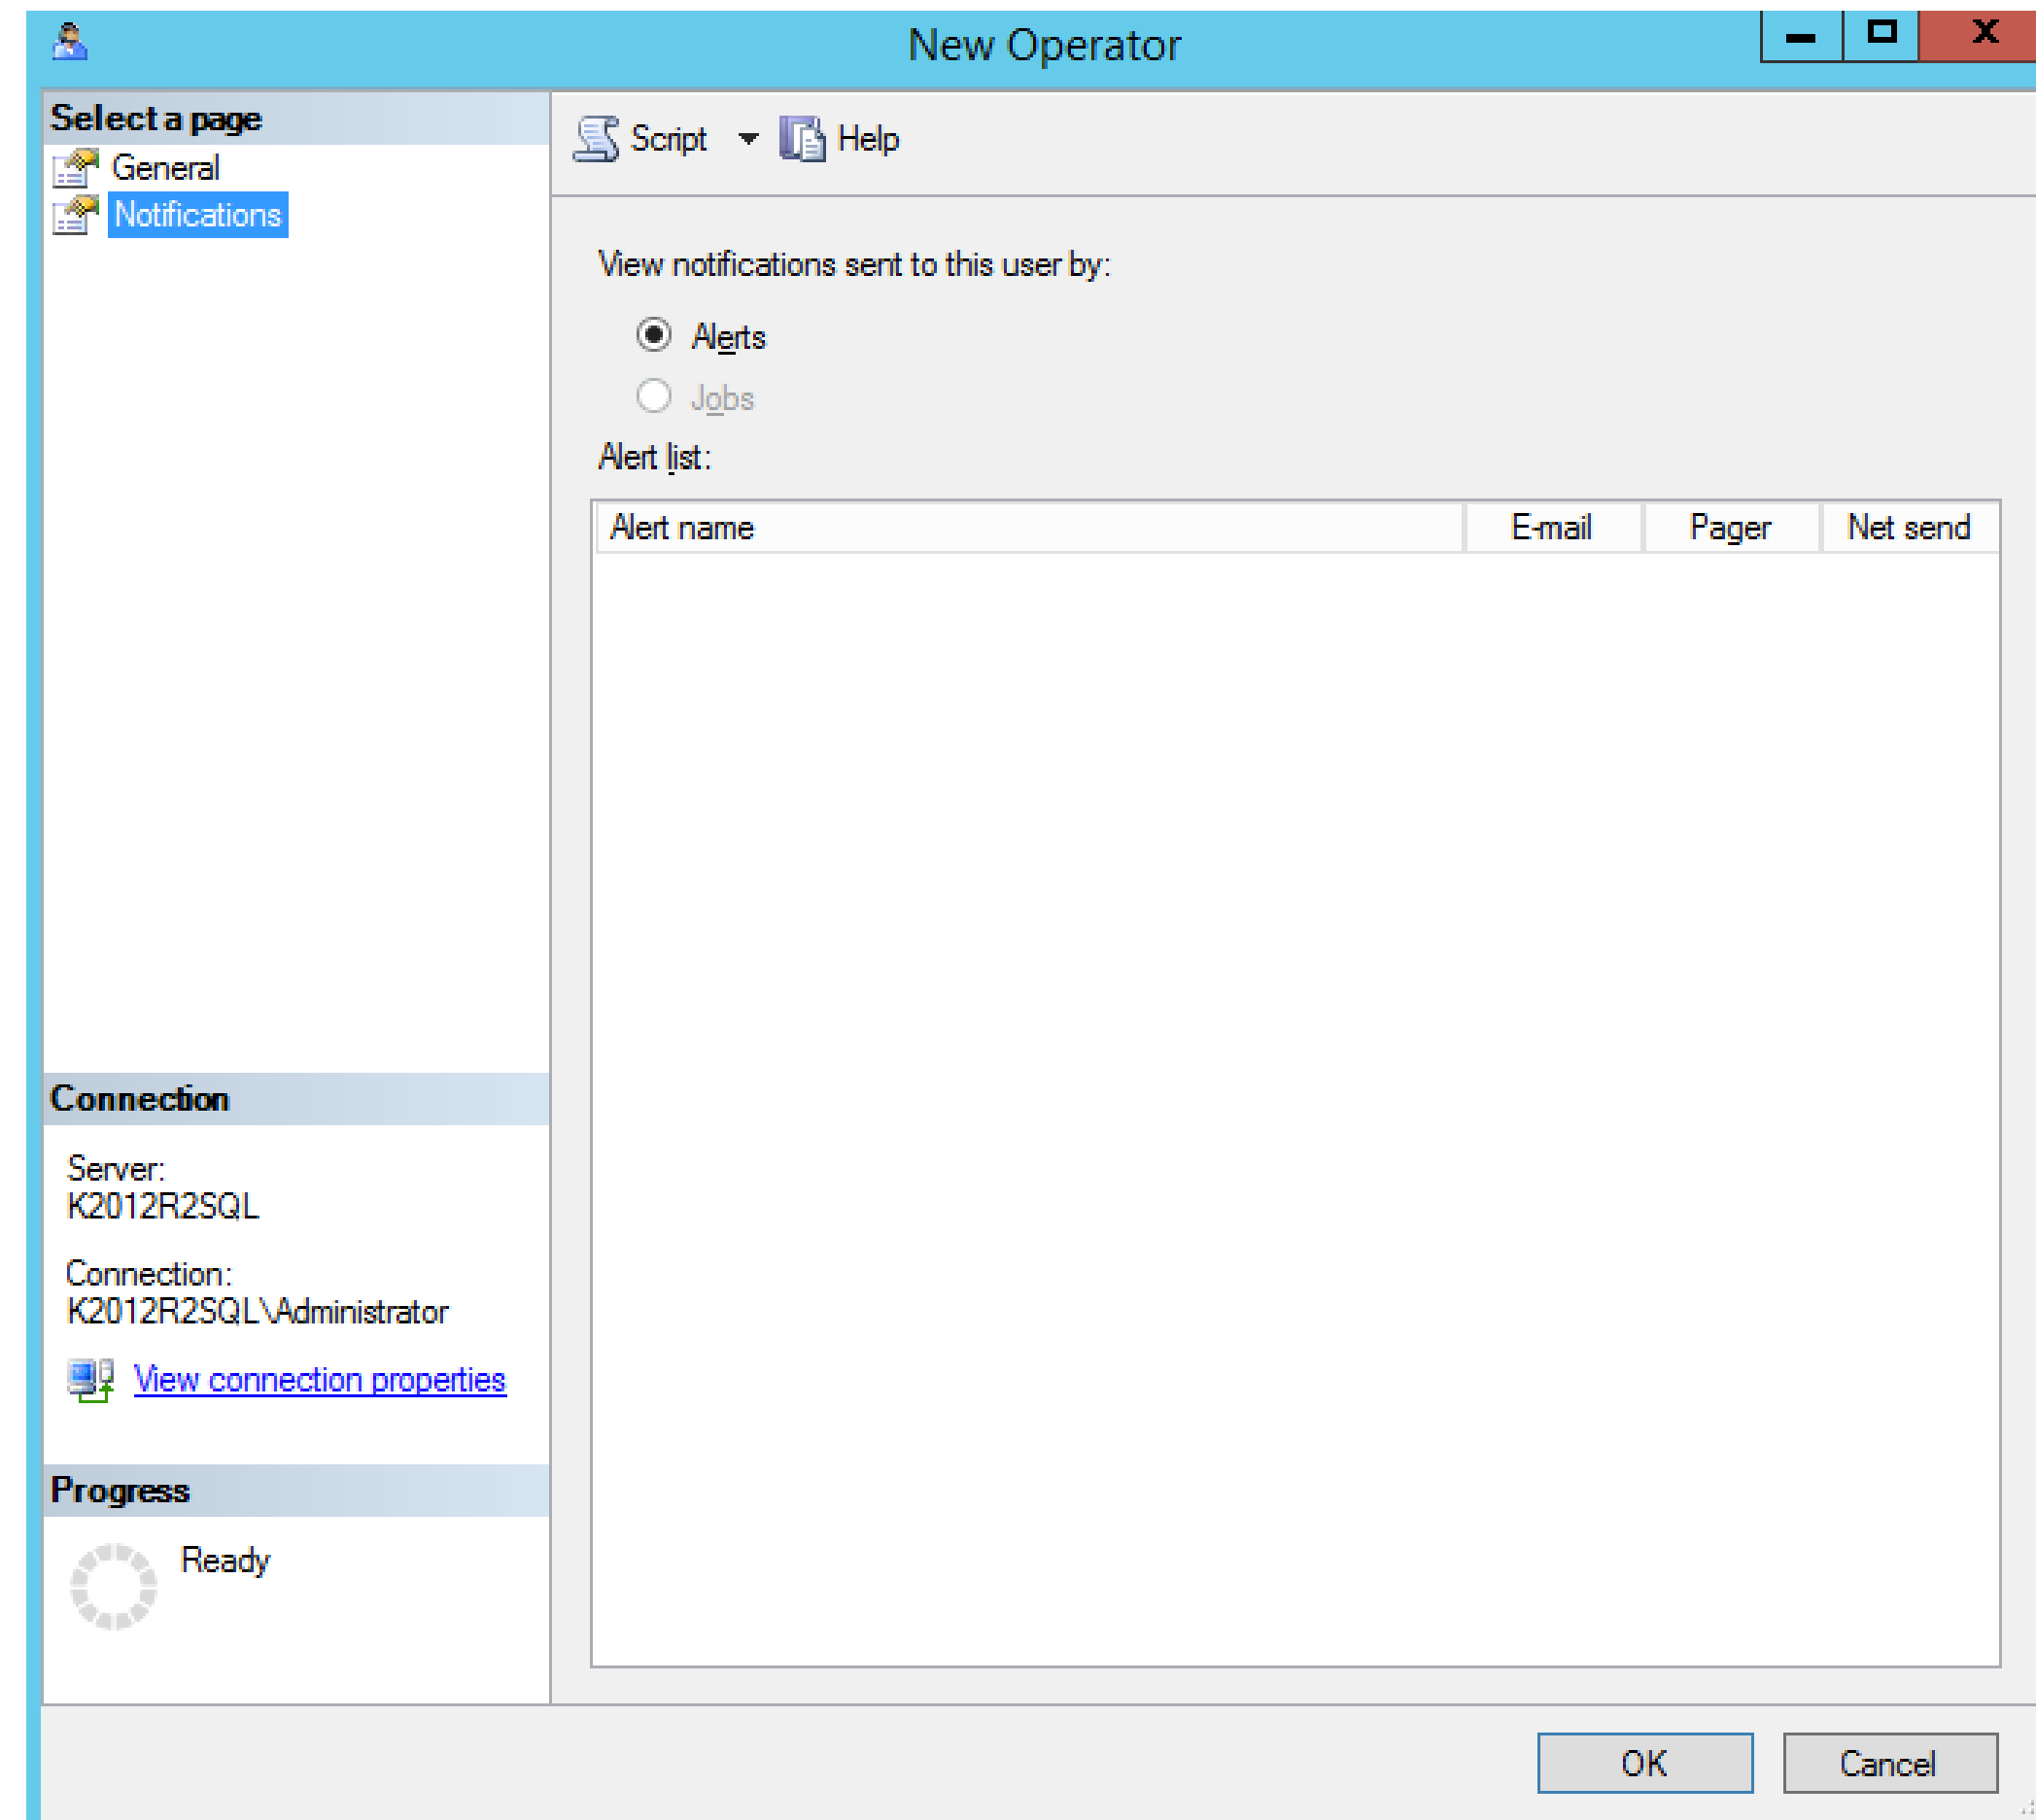 New Operator
Select a page
General
Notifications
Script
Help
View notifications sent to this user by:
Alerts
Jobs
Alert list:
Alert name E-mail Pager Net send
Connection
Server:
K2012R2SQL
Connection:
K2012R2SQL\Administrator
View connection properties
Progress
Ready
OK Cancel